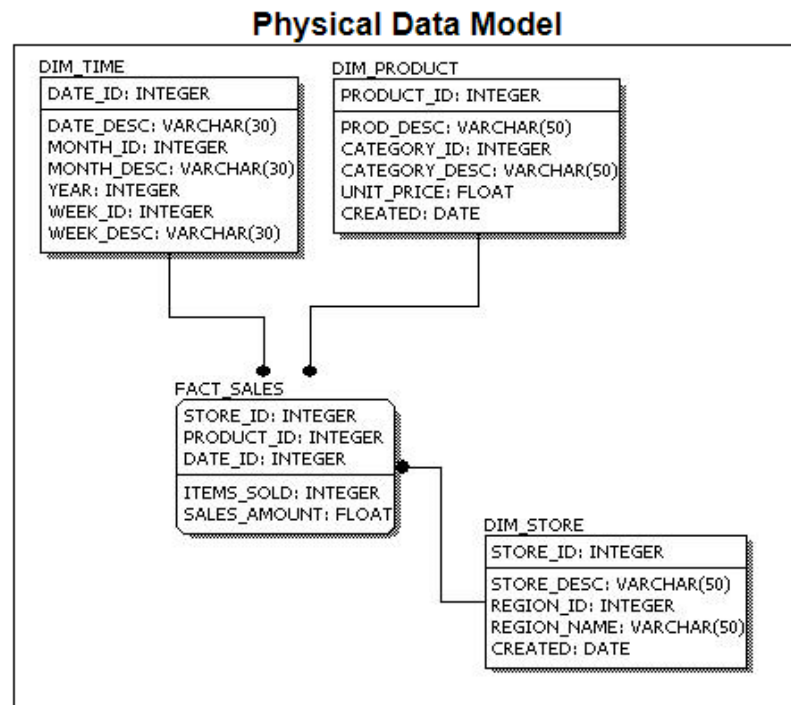 Physical Data Model
DIM_TIME
DATE_ID: INTEGER
DATE_DESC: VARCHAR(30)
MONTH_ID: INTEGER
MONTH_DESC: VARCHAR(30)
YEAR: INTEGER
WEEK_ID: INTEGER
WEEK_DESC: VARCHAR(30)
DIM_PRODUCT
PRODUCT_ID: INTEGER
PROD_DESC: VARCHAR(50)
CATEGORY_ID: INTEGER
CATEGORY_DESC: VARCHAR(50)
UNIT_PRICE: FLOAT
CREATED: DATE
FACT_SALES
STORE_ID: INTEGER
PRODUCT_ID: INTEGER
DATE_ID: INTEGER
ITEMS_SOLD: INTEGER
SALES_AMOUNT: FLOAT
DIM_STORE
STORE_ID: INTEGER
STORE_DESC: VARCHAR(50)
REGION_ID: INTEGER
REGION_NAME: VARCHAR(50)
CREATED: DATE